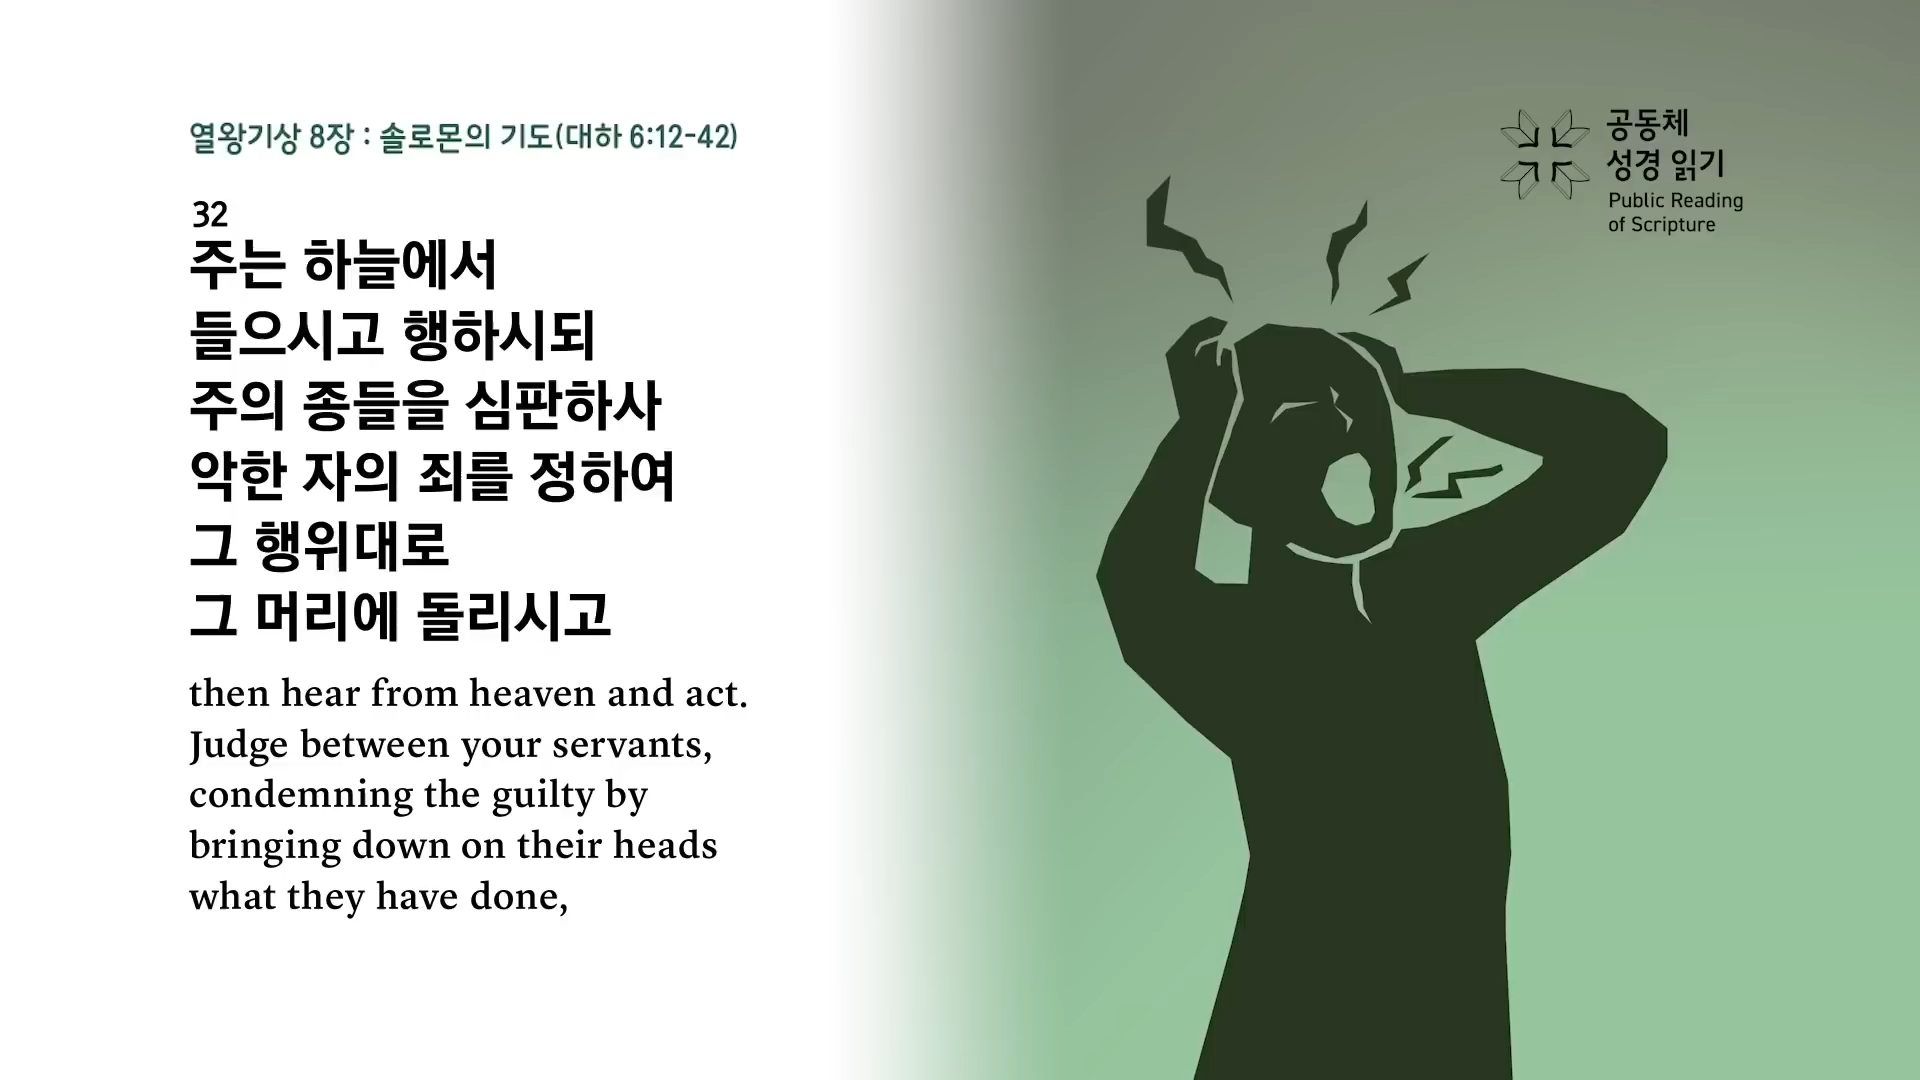 열왕기상 8장 : 솔로몬의 기도(대하 6:12-42)
32
주는 하늘에서
들으시고 행하시되
주의 종들을 심판하사
악한 자의 죄를 정하여
그 행위대로
그 머리에 돌리시고
then hear from heaven and act.
Judge between your servants,
condemning the guilty by
bringing down on their heads
what they have done,
공동체
성경 읽기
Public Reading
of Scripture